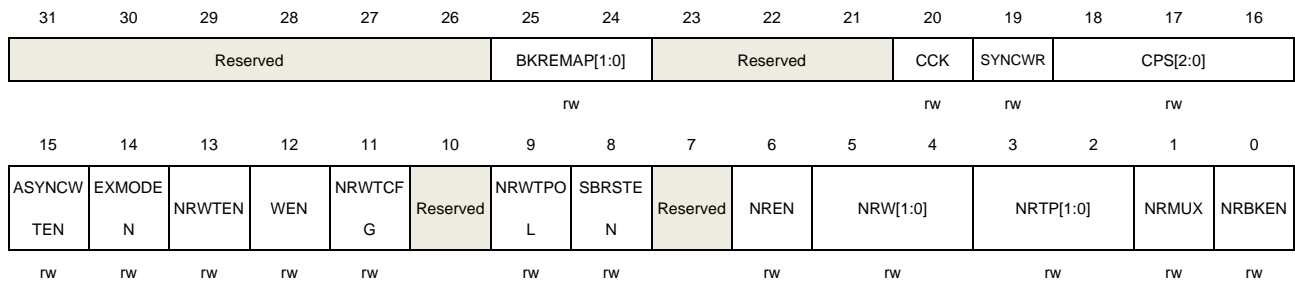 31 30 29 28 27 26 25 24 23 22 21 20 19 18 17 16
Reserved BKREMAP[1:0] Reserved CCK SYNCWR CPS[2:0]
rw rw rw rw
15 14 13 12 11 10 9 8 7 6 5 4 3 2 1 0
ASYNCW EXMODE NRWTEN WEN NRWTCF Reserved NRWTPO SBRSTE Reserved NREN NRW[1:0] NRTP[1:0] NRMUX NRBKEN
TEN N G L N
rw rw rw rw rw rw rw rw rw rw rw rw